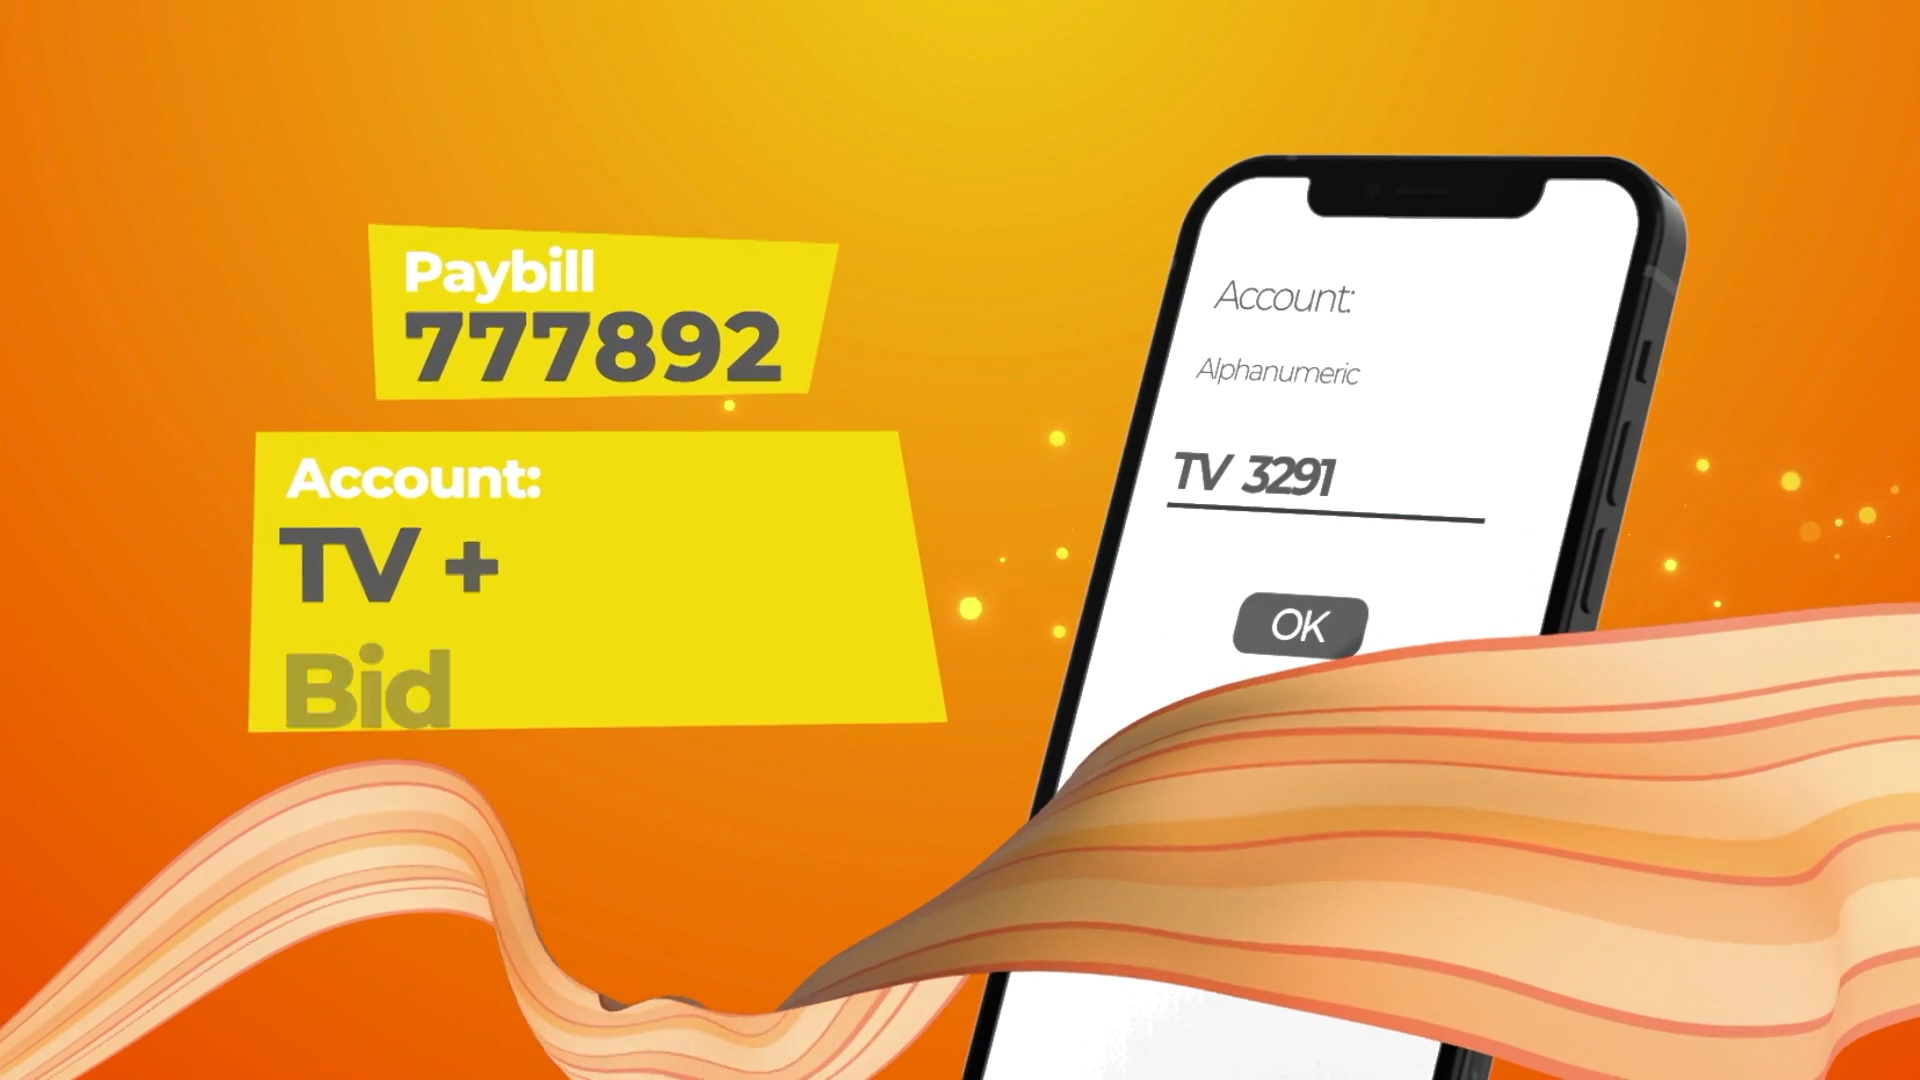 Paybill
777892
Account:
TV +
Bid
Account:
Alphanumeric
TV 3291
OK